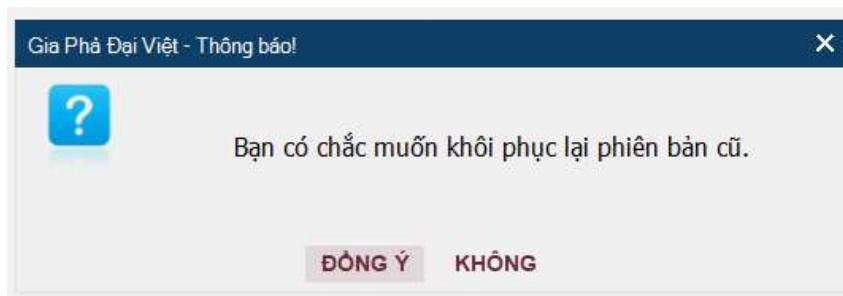 Gia Phả Đại Việt - Thông báo!
Bạn có chắc muốn khôi phục lại phiên bản cũ.
ĐỒNG Ý KHÔNG